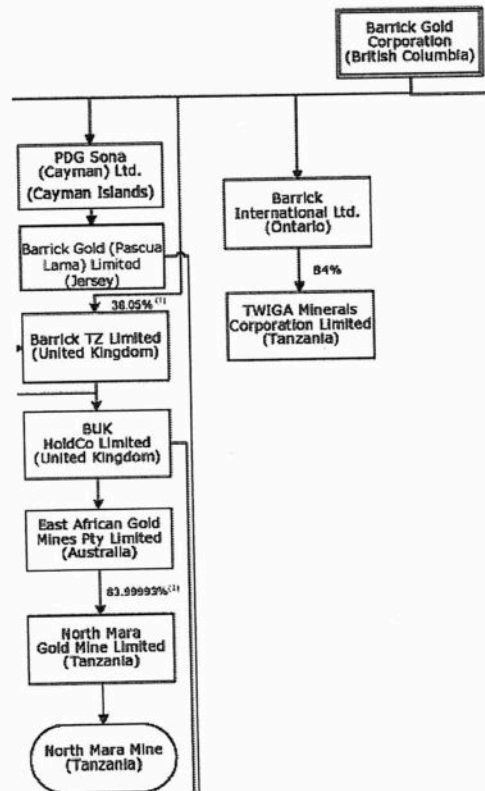 Barrick Gold
Corporation
(British Columbia)
PDG Sona
(Cayman) Ltd.
(Cayman Islands)
Barrick
International Ltd.
(Ontario)
Barrick Gold (Pascua
Lama) Limited
(Jersey)
84%
36.05% (1)
TWIGA Minerals
Corporation Limited
(Tanzania)
Barrick TZ Limited
(United Kingdom)
BUK
HoldCo Limited
(United Kingdom)
East African Gold
Mines Pty Limited
(Australia)
83.99993%(1)
North Mara
Gold Mine Limited
(Tanzania)
North Mara Mine
(Tanzania)